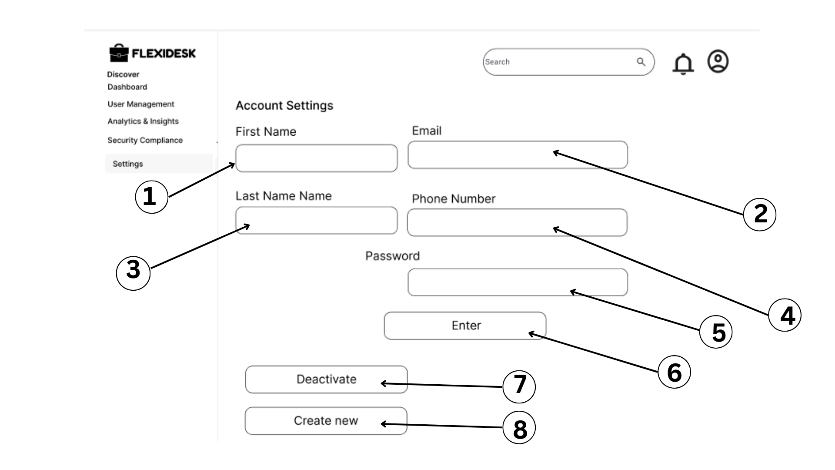 FLEXIDESK
Search
Discover
Dashboard
User Management
Analytics & Insights
Security Compliance
Settings
Account Settings
First Name
Email
1
2
Last Name Name
Phone Number
3
4
Password
5
Enter
6
Deactivate
7
Create new
8